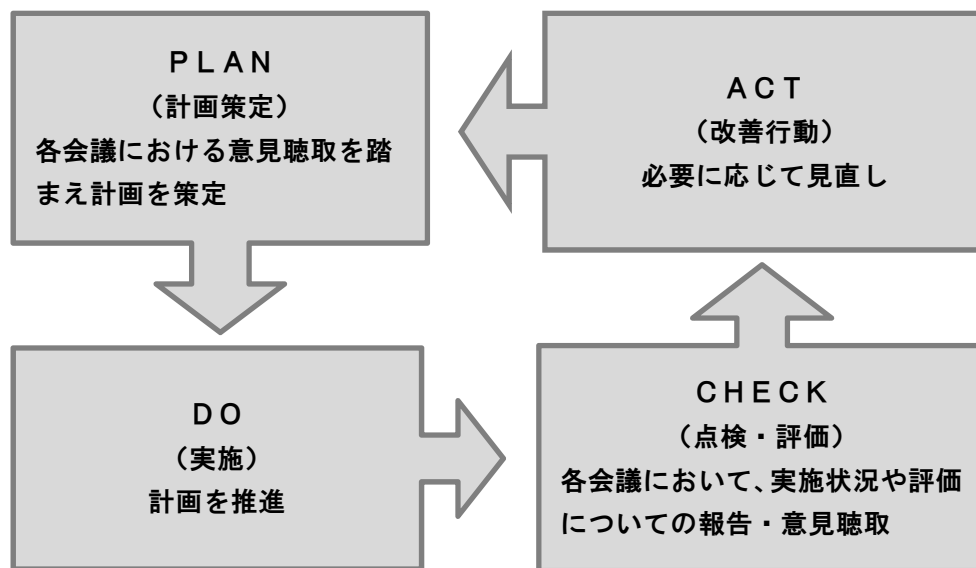 ＰＬＡＮ
（計画策定）
各会議における意見聴取を踏
まえ計画を策定
ＡＣＴ
（改善行動）
必要に応じて見直し
ＤＯ
（実施）
計画を推進
ＣＨＥＣＫ
（点検・評価）
各会議において、実施状況や評価
についての報告・意見聴取